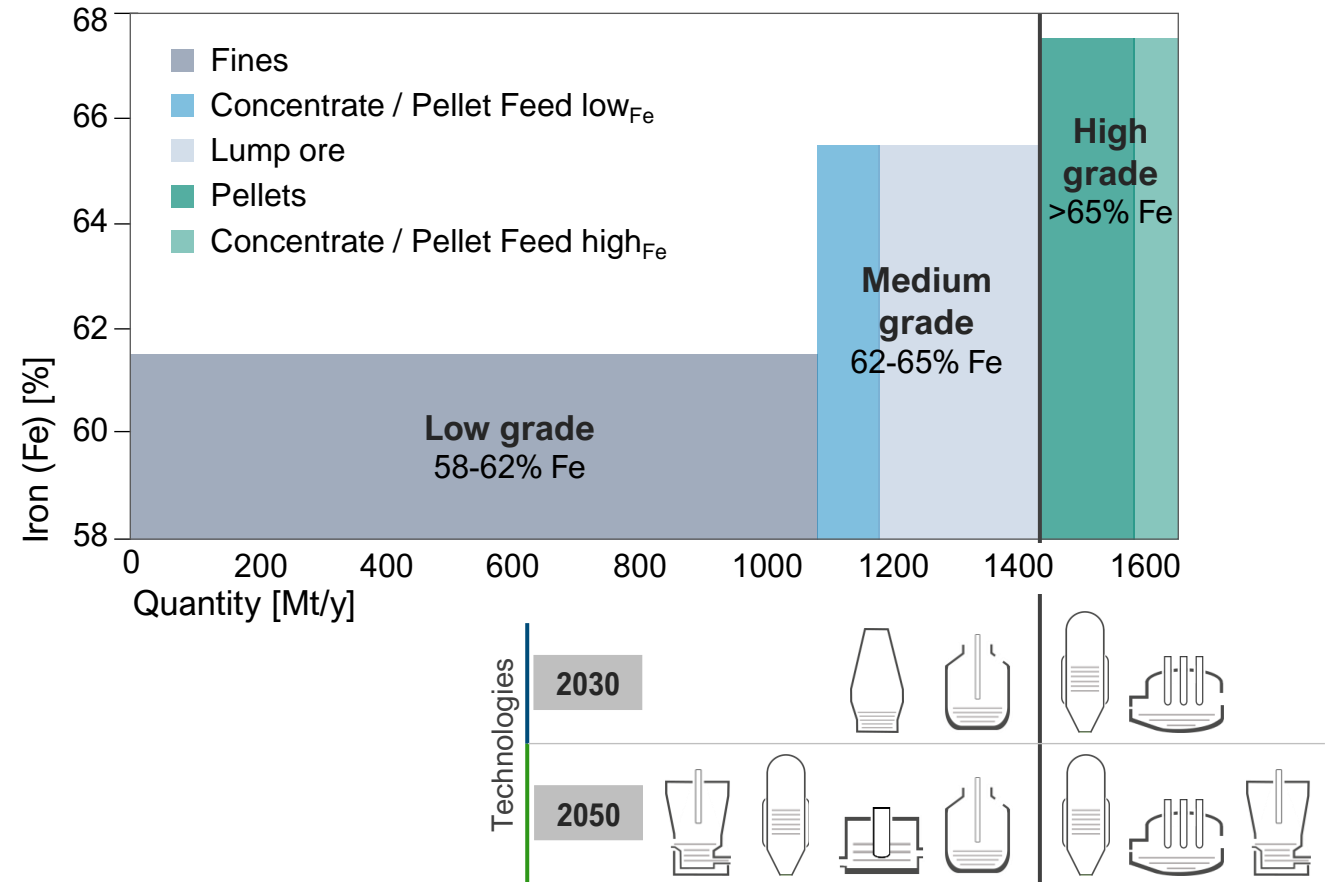 68
66
64
62
60
58
Iron (Fe) [%]
Fines
Concentrate / Pellet Feed low_Fe
Lump ore
Pellets
Concentrate / Pellet Feed high_Fe
High
grade
>65% Fe
Medium
grade
62-65% Fe
Low grade
58-62% Fe
0 200 400 600 800 1000 1200 1400 1600
Quantity [Mt/y]
Technologies
2030
2050